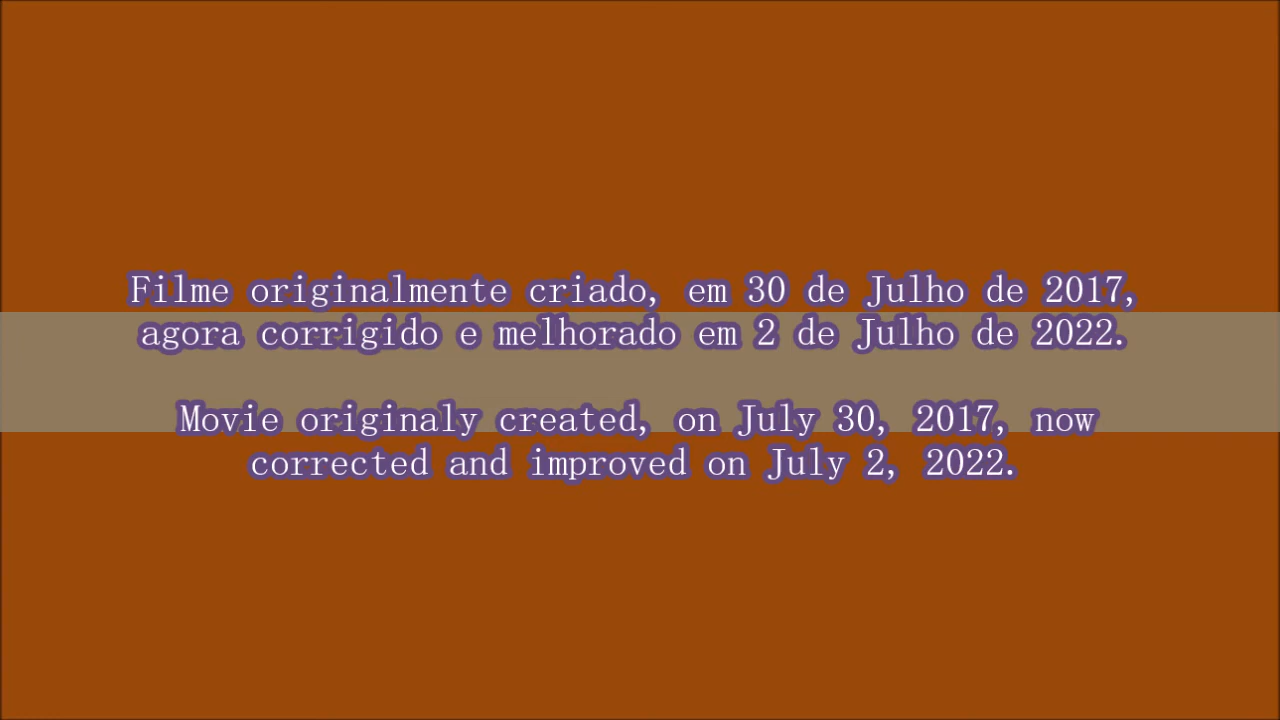 Filme originalmente criado, em 30 de Julho de 2017,
agora corrigido e melhorado em 2 de Julho de 2022.
Movie originaly created, on July 30, 2017, now
corrected and improved on July 2, 2022.